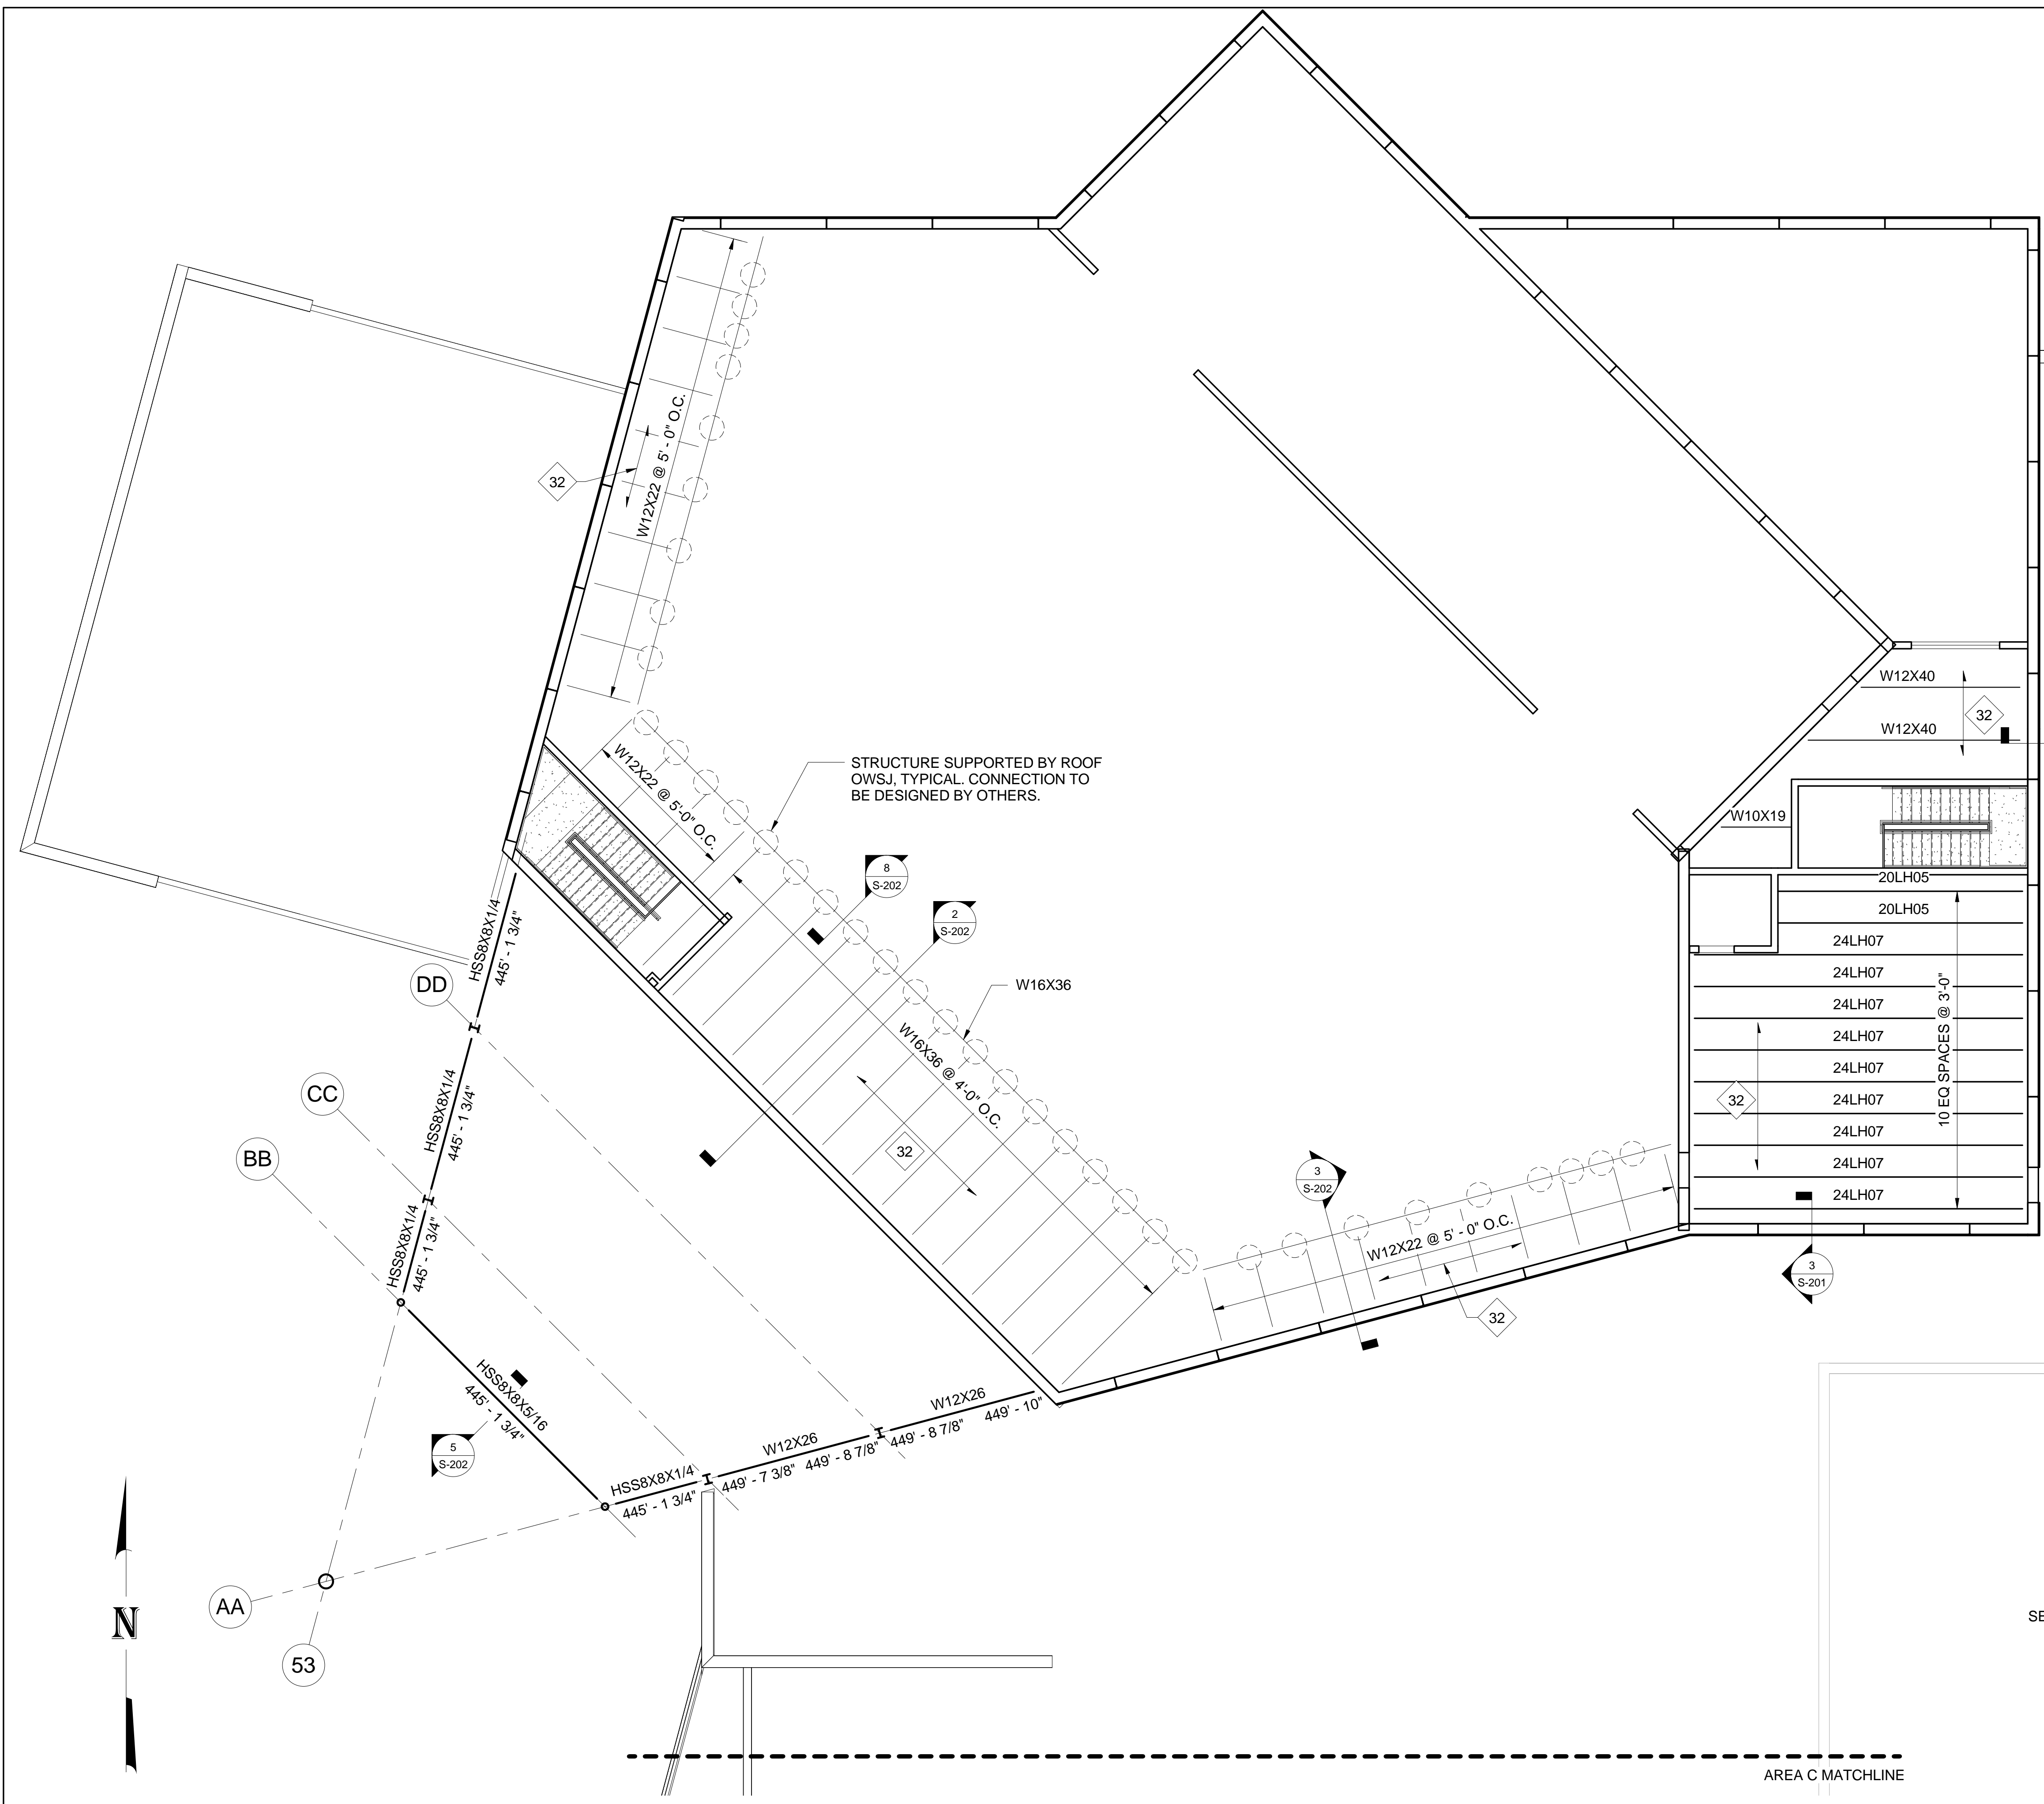 W12X22 @ 5' - 0" O.C.
32
W12X40
32
W12X40
STRUCTURE SUPPORTED BY ROOF
OWSJ, TYPICAL. CONNECTION TO
BE DESIGNED BY OTHERS.
W12X22 @ 5'-0" O.C.
W10X19
8
S-202
2
S-202
20LH05
20LH05
24LH07
24LH07
24LH07
24LH07
24LH07
24LH07
24LH07
24LH07
24LH07
10 EQ SPACES @ 3'-0"
32
HSS8X8X1/4
445' - 1 3/4"
DD
W16X36
W16X36 @ 4'-0" O.C.
32
HSS8X8X1/4
445' - 1 3/4"
CC
BB
HSS8X8X1/4
445' - 1 3/4"
3
S-202
W12X22 @ 5' - 0" O.C.
32
3
S-201
HSS8X8X5/16
445' - 1 3/4"
5
S-202
W12X26
449' - 8 7/8"
449' - 10"
W12X26
449' - 7 3/8"
449' - 8 7/8"
HSS8X8X1/4
445' - 1 3/4"
AA
53
N
SE
AREA C MATCHLINE